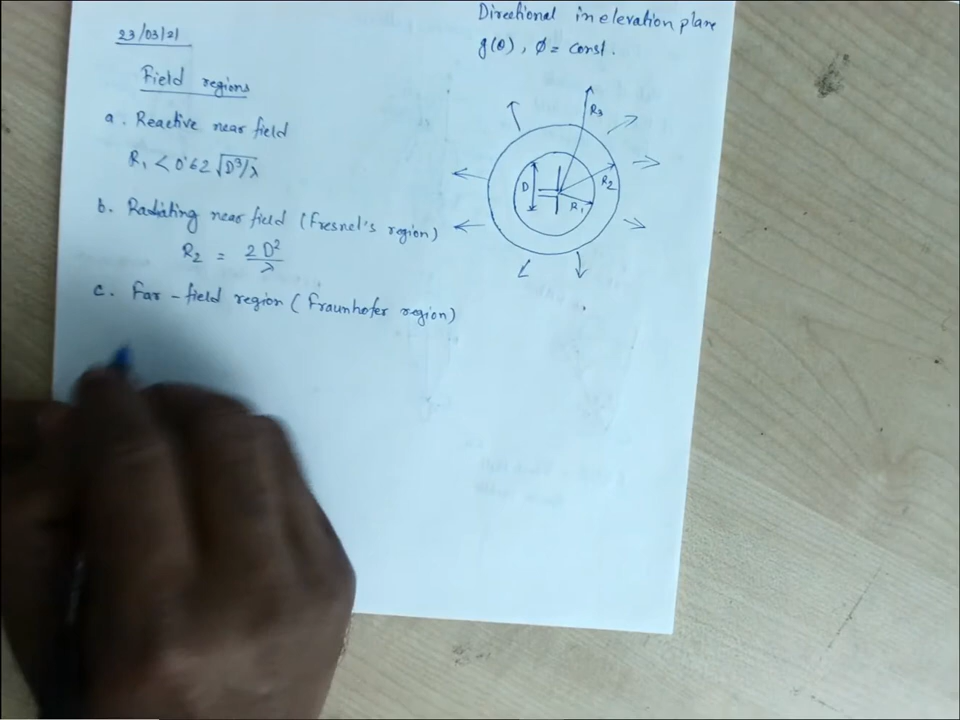 Directional in elevation plane
g(θ), φ = const.
23/03/21
Field regions
a. Reactive near field
R₁ < 0.62 √D³/λ
b. Radiating near field (Fresnel's region)
R₂ = 2D²/λ
c. Far-field region (Fraunhofer region)
R₃
R₂
D
R₁